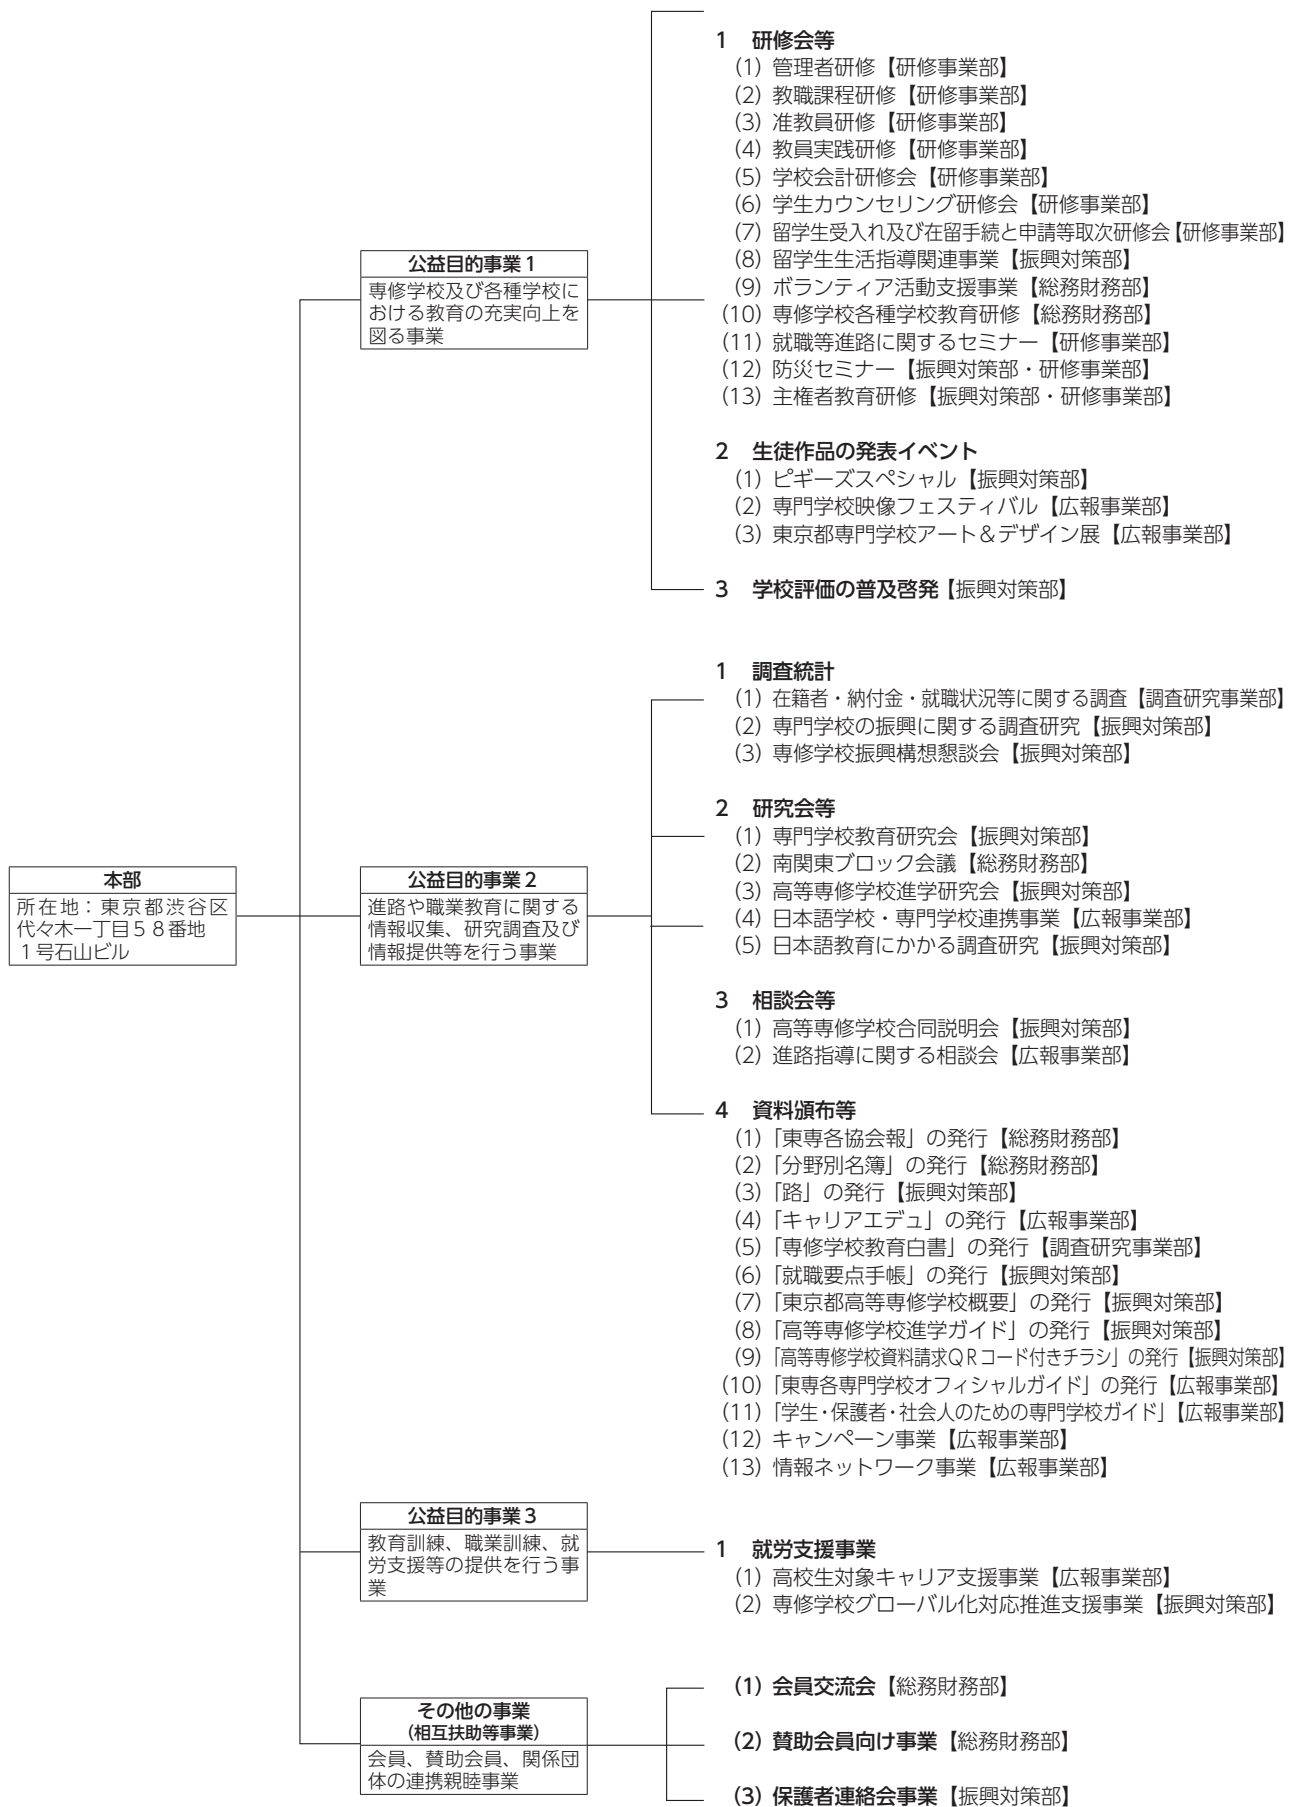 本部
所在地：東京都渋谷区
代々木一丁目５８番地
１号石山ビル
公益目的事業１
専修学校及び各種学校に
おける教育の充実向上を
図る事業
1　研修会等
(1) 管理者研修【研修事業部】
(2) 教職課程研修【研修事業部】
(3) 准教員研修【研修事業部】
(4) 教員実践研修【研修事業部】
(5) 学校会計研修会【研修事業部】
(6) 学生カウンセリング研修会【研修事業部】
(7) 留学生受入れ及び在留手続と申請等取次研修会【研修事業部】
(8) 留学生生活指導関連事業【振興対策部】
(9) ボランティア活動支援事業【総務財務部】
(10) 専修学校各種学校教育研修【総務財務部】
(11) 就職等進路に関するセミナー【研修事業部】
(12) 防災セミナー【振興対策部・研修事業部】
(13) 主権者教育研修【振興対策部・研修事業部】
2　生徒作品の発表イベント
(1) ピギーズスペシャル【振興対策部】
(2) 専門学校映像フェスティバル【広報事業部】
(3) 東京都専門学校アート＆デザイン展【広報事業部】
3　学校評価の普及啓発【振興対策部】
公益目的事業２
進路や職業教育に関する
情報収集、研究調査及び
情報提供等を行う事業
1　調査統計
(1) 在籍者・納付金・就職状況等に関する調査【調査研究事業部】
(2) 専門学校の振興に関する調査研究【振興対策部】
(3) 専修学校振興構想懇談会【振興対策部】
2　研究会等
(1) 専門学校教育研究会【振興対策部】
(2) 南関東ブロック会議【総務財務部】
(3) 高等専修学校進学研究会【振興対策部】
(4) 日本語学校・専門学校連携事業【広報事業部】
(5) 日本語教育にかかる調査研究【振興対策部】
3　相談会等
(1) 高等専修学校合同説明会【振興対策部】
(2) 進路指導に関する相談会【広報事業部】
4　資料頒布等
(1)「東専各協会報」の発行【総務財務部】
(2)「分野別名簿」の発行【総務財務部】
(3)「路」の発行【振興対策部】
(4)「キャリアエデュ」の発行【広報事業部】
(5)「専修学校教育白書」の発行【調査研究事業部】
(6)「就職要点手帳」の発行【振興対策部】
(7)「東京都高等専修学校概要」の発行【振興対策部】
(8)「高等専修学校進学ガイド」の発行【振興対策部】
(9)「高等専修学校資料請求ＱＲコード付きチラシ」の発行【振興対策部】
(10)「東専各専門学校オフィシャルガイド」の発行【広報事業部】
(11)「学生・保護者・社会人のための専門学校ガイド」【広報事業部】
(12) キャンペーン事業【広報事業部】
(13) 情報ネットワーク事業【広報事業部】
公益目的事業３
教育訓練、職業訓練、就
労支援等の提供を行う事
業
1　就労支援事業
(1) 高校生対象キャリア支援事業【広報事業部】
(2) 専修学校グローバル化対応推進支援事業【振興対策部】
その他の事業
(相互扶助等事業)
会員、賛助会員、関係団
体の連携親睦事業
(1) 会員交流会【総務財務部】
(2) 賛助会員向け事業【総務財務部】
(3) 保護者連絡会事業【振興対策部】